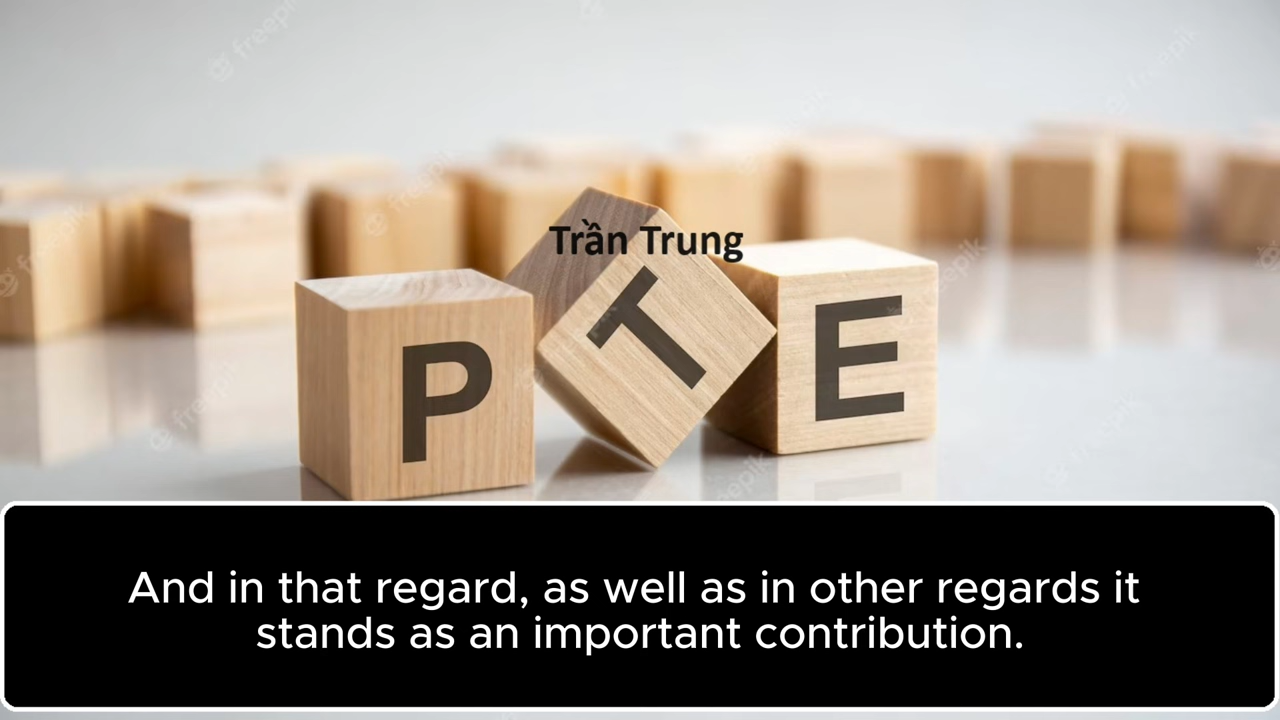 Trần Trung
P T E
And in that regard, as well as in other regards it
stands as an important contribution.